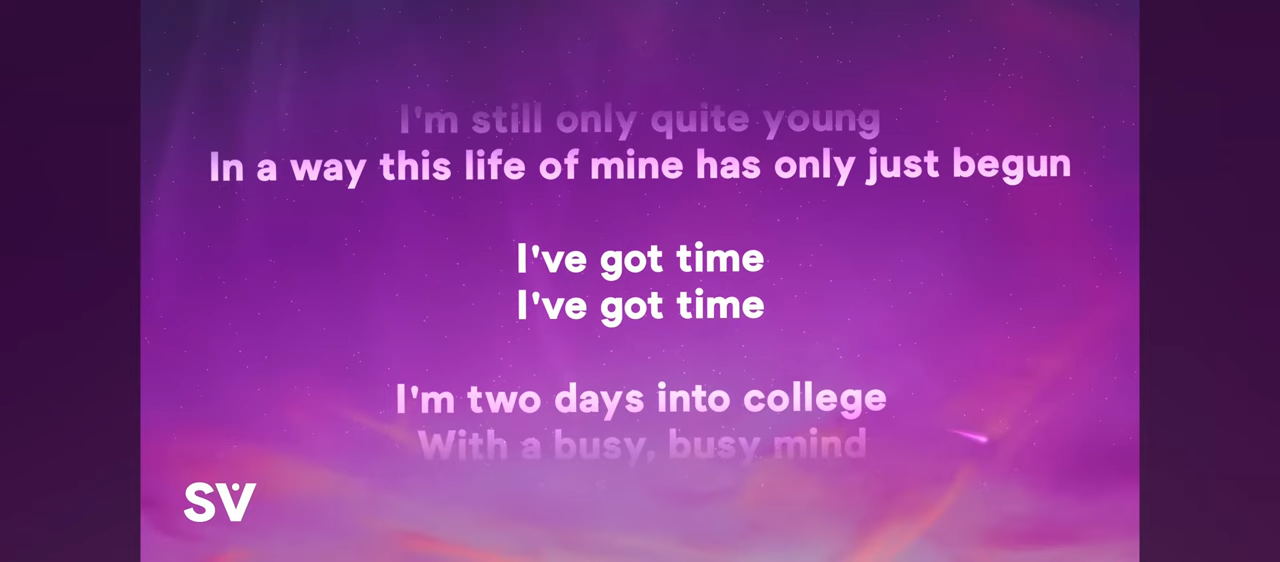 I'm still only quite young
In a way this life of mine has only just begun
I've got time
I've got time
I'm two days into college
With a busy, busy mind
SV